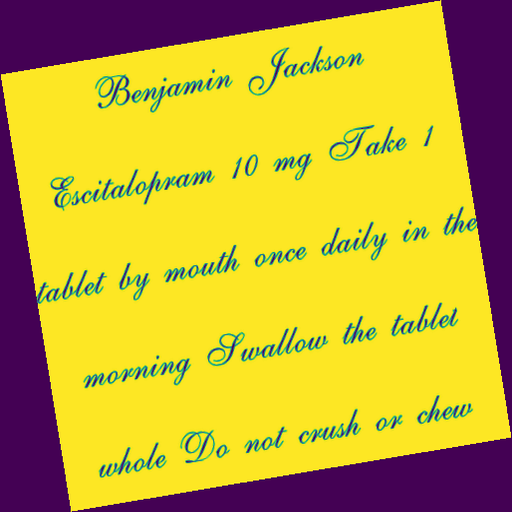 Benjamin Jackson
Escitalopram 10 mg Take 1
tablet by mouth once daily in the
morning Swallow the tablet
whole Do not crush or chew